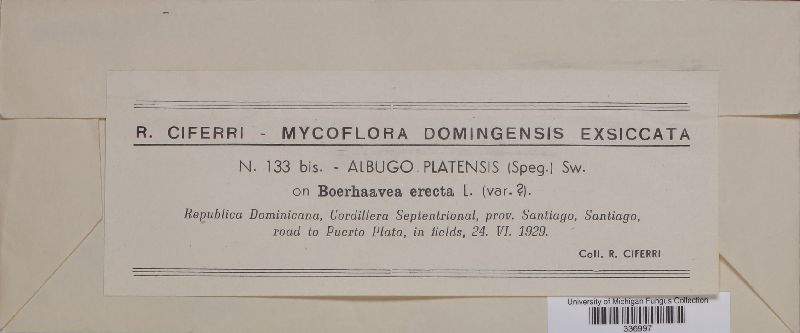 R. CIFERRI - MYCOFLORA DOMINGENSIS EXSICCATA
N. 133 bis. - ALBUGO PLATENSIS (Speg.) Sw.
on Boerhaavea erecta L. (var. ?).
Republica Dominicana, Cordillera Septentrional, prov. Santiago, Santiago,
road to Puerto Plata, in fields, 24. VI. 1929.
Coll. R. CIFERRI
University of Michigan Fungus Collection
336997